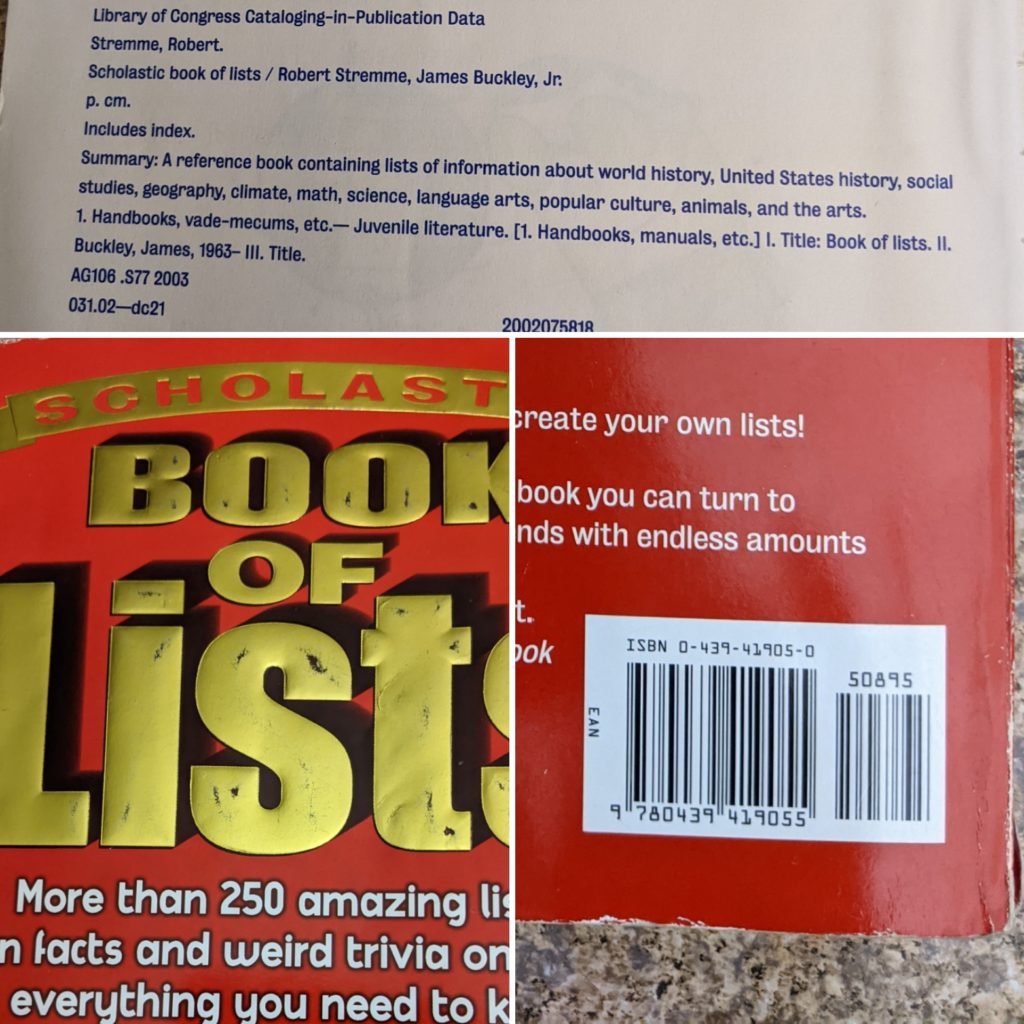 Library of Congress Cataloging-in-Publication Data
Stremme, Robert.
Scholastic book of lists / Robert Stremme, James Buckley, Jr.
p. cm.
Includes index.
Summary: A reference book containing lists of information about world history, United States history, social
studies, geography, climate, math, science, language arts, popular culture, animals, and the arts.
1. Handbooks, vade-mecums, etc.— Juvenile literature. [1. Handbooks, manuals, etc.] I. Title: Book of lists. II.
Buckley, James, 1963– III. Title.
AG106 .S77 2003
031.02—dc21
2002075818
SCHOLAST
BOOK
OF
Lists
More than 250 amazing lis
n facts and weird trivia on
everything you need to k
create your own lists!
book you can turn to
nds with endless amounts
t.
ook
ISBN 0-439-41905-0
50895
EAN
9 780439 419055